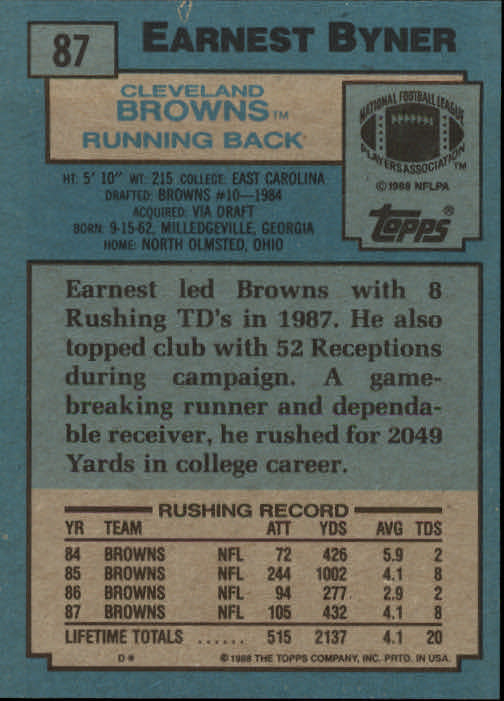 87
EARNEST BYNER
CLEVELAND
BROWNS™
RUNNING BACK
NATIONAL FOOTBALL LEAGUE
PLAYERS ASSOCIATION™
©1988 NFLPA
TOPPS®
HT: 5' 10" WT: 215 COLLEGE: EAST CAROLINA
DRAFTED: BROWNS #10—1984
ACQUIRED: VIA DRAFT
BORN: 9-15-62, MILLEDGEVILLE, GEORGIA
HOME: NORTH OLMSTED, OHIO
Earnest led Browns with 8
Rushing TD's in 1987. He also
topped club with 52 Receptions
during campaign. A game-
breaking runner and dependa-
ble receiver, he rushed for 2049
Yards in college career.
RUSHING RECORD
YR TEAM ATT YDS AVG TDS
84 BROWNS NFL 72 426 5.9 2
85 BROWNS NFL 244 1002 4.1 8
86 BROWNS NFL 94 277 2.9 2
87 BROWNS NFL 105 432 4.1 8
LIFETIME TOTALS ...... 515 2137 4.1 20
D* ©1988 THE TOPPS COMPANY, INC. PRTD. IN USA.